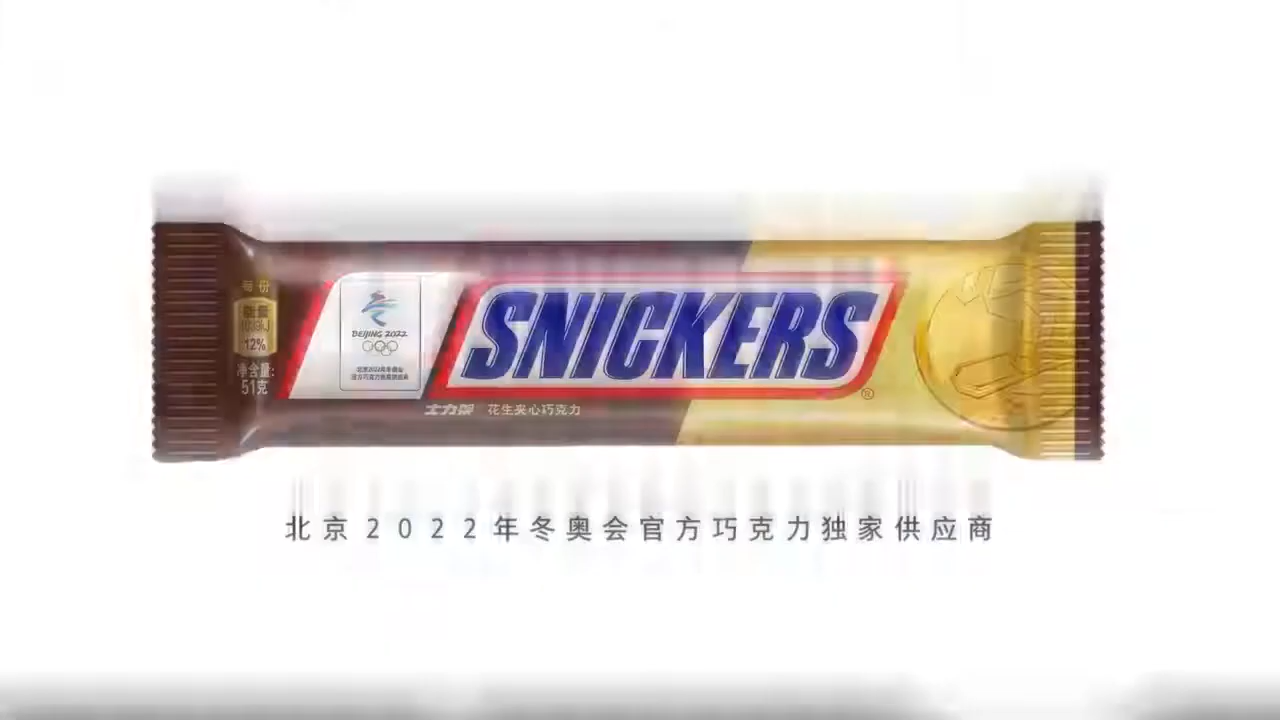 每份
能量
12%
净含量:
51克
BEIJING 2022
SNICKERS
®
士力架 花生夹心巧克力
北京2022年冬奥会官方巧克力独家供应商